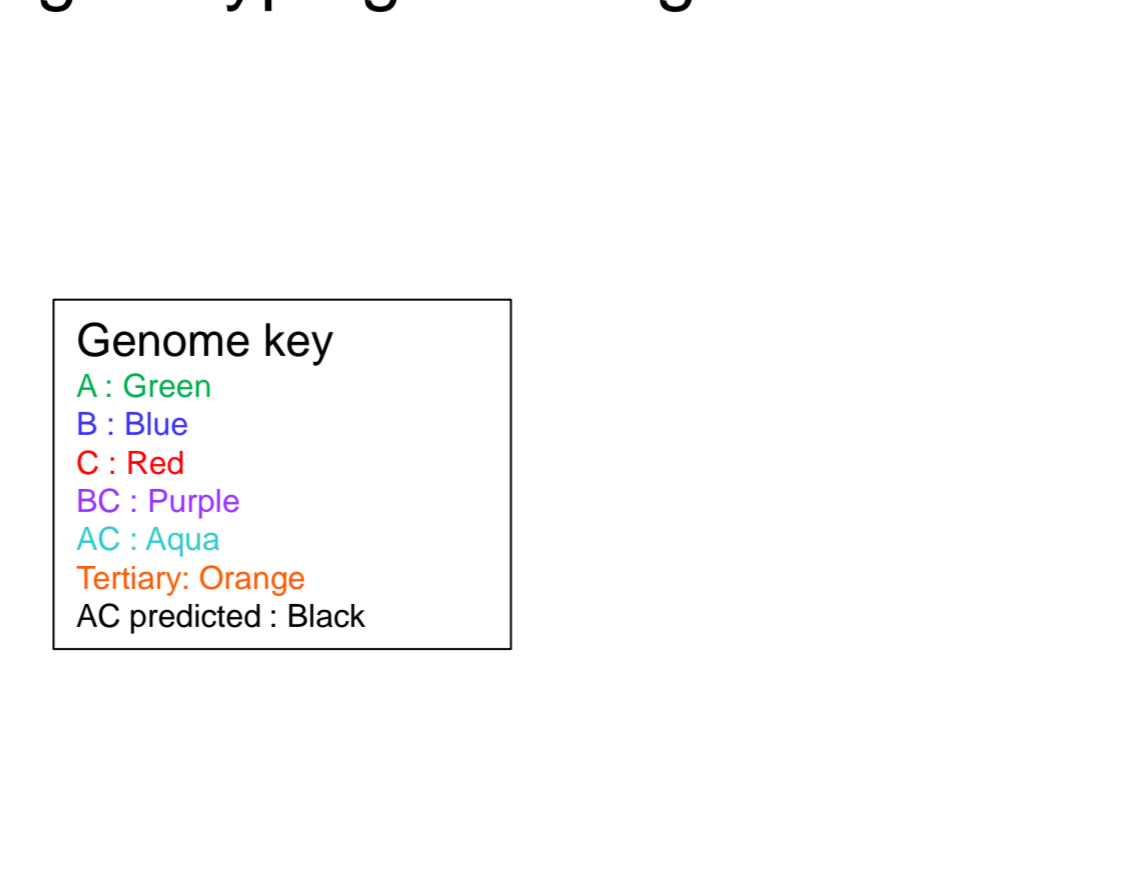 Genome key
A : Green
B : Blue
C : Red
BC : Purple
AC : Aqua
Tertiary: Orange
AC predicted : Black